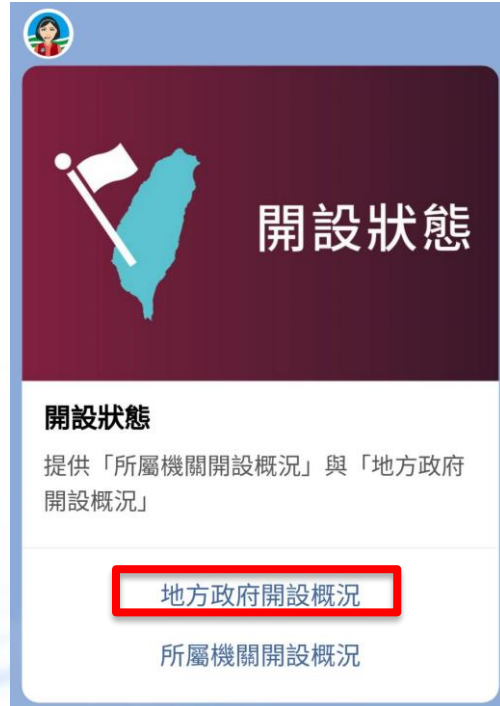 開設狀態
開設狀態
提供「所屬機關開設概況」與「地方政府
開設概況」
地方政府開設概況
所屬機關開設概況